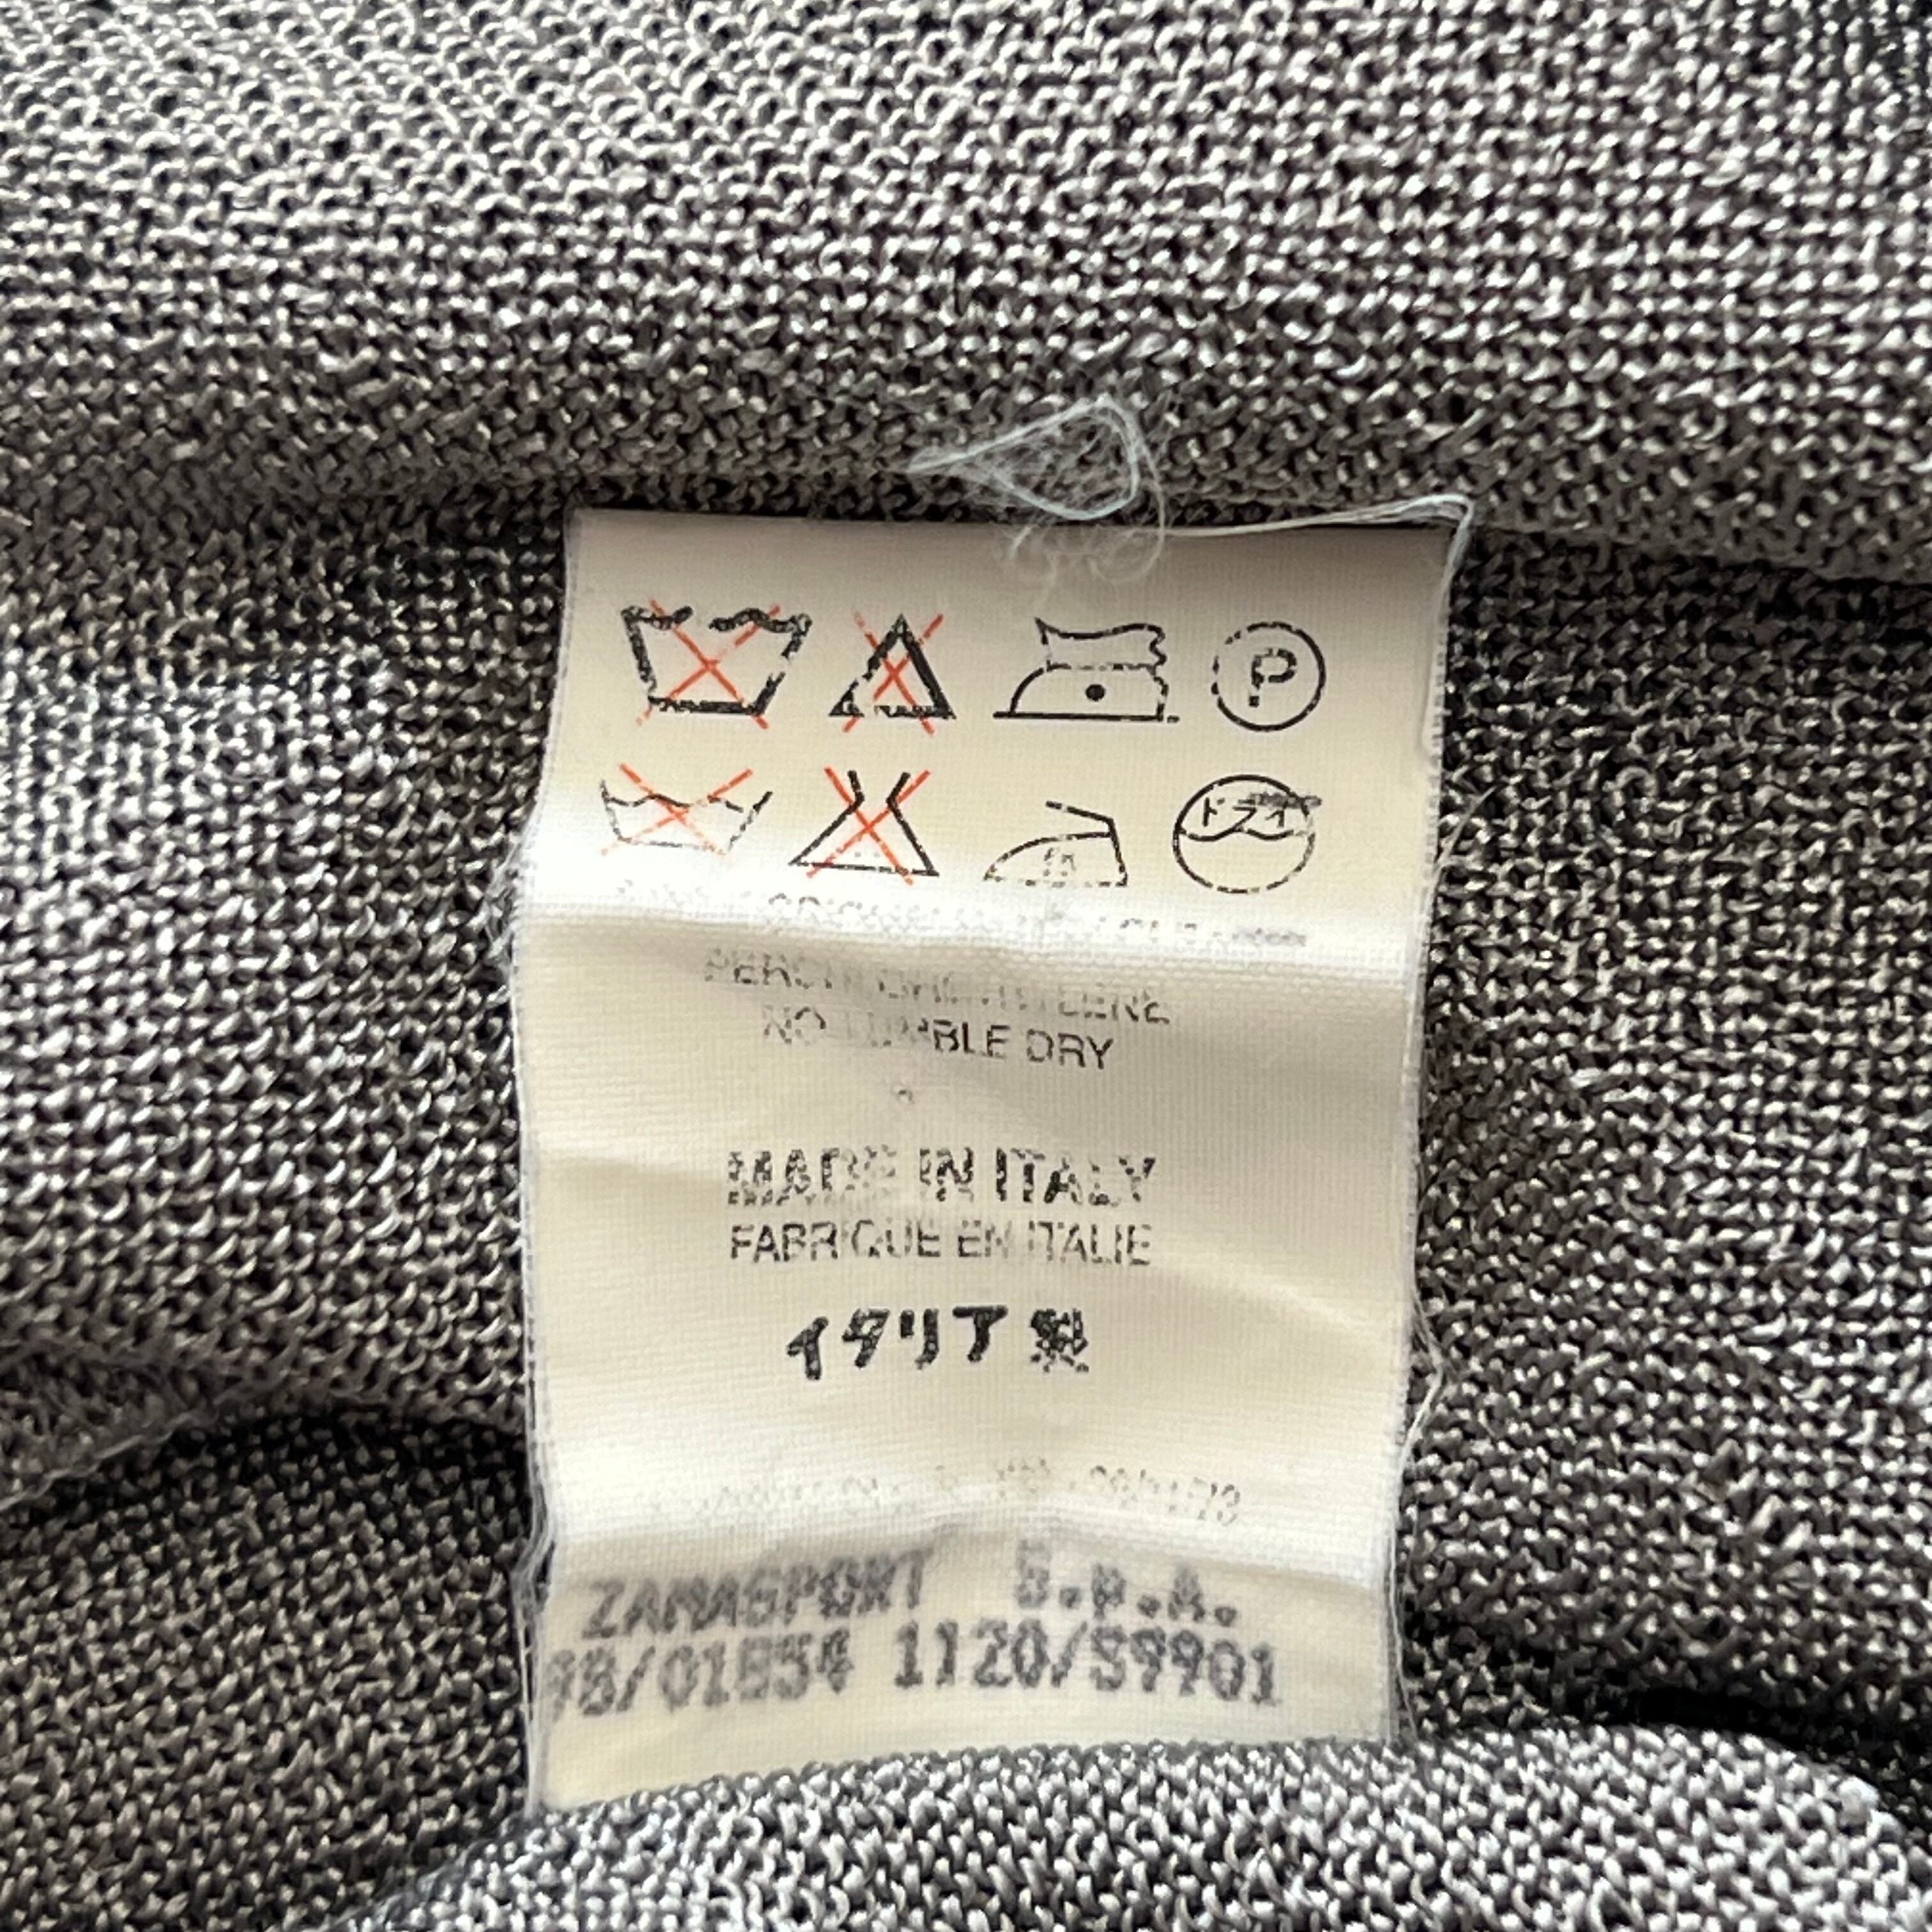 P
ドライ
PERCHLORETHYLENE
NO TUMBLE DRY
MADE IN ITALY
FABRIQUE EN ITALIE
イタリア製
ZAMASPORT S.p.A.
98/01854 1120/S9901